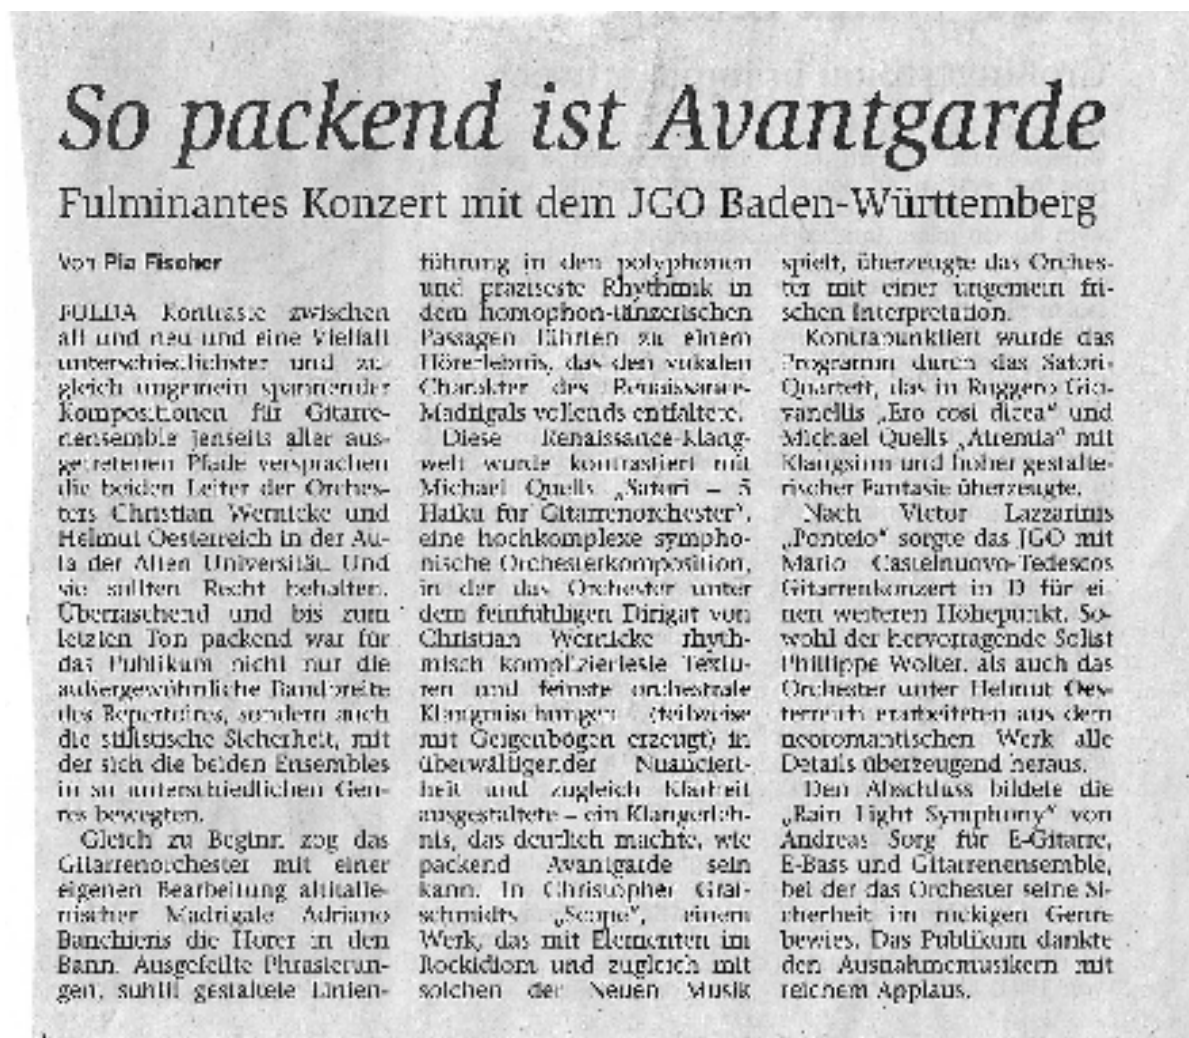 So packend ist Avantgarde
Fulminantes Konzert mit dem JGO Baden-Württemberg
Von Pia Fischer
FULDA Kontraste zwischen
alt und neu und eine Vielfalt
unterschiedlichster und zu-
gleich ungemein spannender
Kompositionen für Gitarre-
nensemble jenseits aller aus-
getretenen Pfade versprachen
die beiden Leiter der Orches-
ters Christian Wernicke und
Helmut Oesterreich in der Au-
la der Alten Universität. Und
sie sollten Recht behalten.
Überraschend und bis zum
letzten Ton packend war für
das Publikum nicht nur die
außergewöhnliche Bandbreite
des Repertoires, sondern auch
die stilistische Sicherheit, mit
der sich die beiden Ensembles
in so unterschiedlichen Gen-
res bewegten.
Gleich zu Beginn zog das
Gitarrenorchester mit einer
eigenen Bearbeitung altitalie-
nischer Madrigale Adriano
Banchieris die Hörer in den
Bann. Ausgefeilte Phrasierun-
gen, subtil gestaltete Linien-
führung in den polyphonen
und präziseste Rhythmik in
dem homophon-tänzerischen
Passagen führten zu einem
Hörerlebnis, das den vokalen
Charakter des Renaissance-
Madrigals vollends entfaltete.
Diese Renaissance-Klang-
welt wurde kontrastiert mit
Michael Quells „Satori – 5
Haiku für Gitarrenorchester“,
eine hochkomplexe sympho-
nische Orchesterkomposition,
in der das Orchester unter
dem feinfühligen Dirigat von
Christian Wernicke rhyth-
misch komplizierteste Textu-
ren und feinste orchestrale
Klangmischungen (teilweise
mit Geigenbögen erzeugt) in
überwältigender Nuanciert-
heit und zugleich Klarheit
ausgestaltete – ein Klangerleb-
nis, das deutlich machte, wie
packend Avantgarde sein
kann. In Christopher Graf-
schmidts „Scope“, einem
Werk, das mit Elementen im
Rockidiom und zugleich mit
solchen der Neuen Musik
spielt, überzeugte das Orches-
ter mit einer ungemein fri-
schen Interpretation.
Kontrapunktiert wurde das
Programm durch das Satori-
Quartett, das in Ruggero Gio-
vanellis „Ero cosi dicea“ und
Michael Quells „Atremia“ mit
Klangsinn und hoher gestalte-
rischer Fantasie überzeugte.
Nach Victor Lazzarinis
„Ponteio“ sorgte das JGO mit
Mario Castelnuovo-Tedescos
Gitarrenkonzert in D für ei-
nen weiteren Höhepunkt. So-
wohl der hervorragende Solist
Phillippe Wolter, als auch das
Orchester unter Helmut Oes-
terreich erarbeiteten aus dem
neoromantischen Werk alle
Details überzeugend heraus.
Den Abschluss bildete die
„Rain Light Symphony“ von
Andreas Sorg für E-Gitarre,
E-Bass und Gitarrenensemble,
bei der das Orchester seine Si-
cherheit im rockigen Genre
bewies. Das Publikum dankte
den Ausnahmemusikern mit
reichem Applaus.